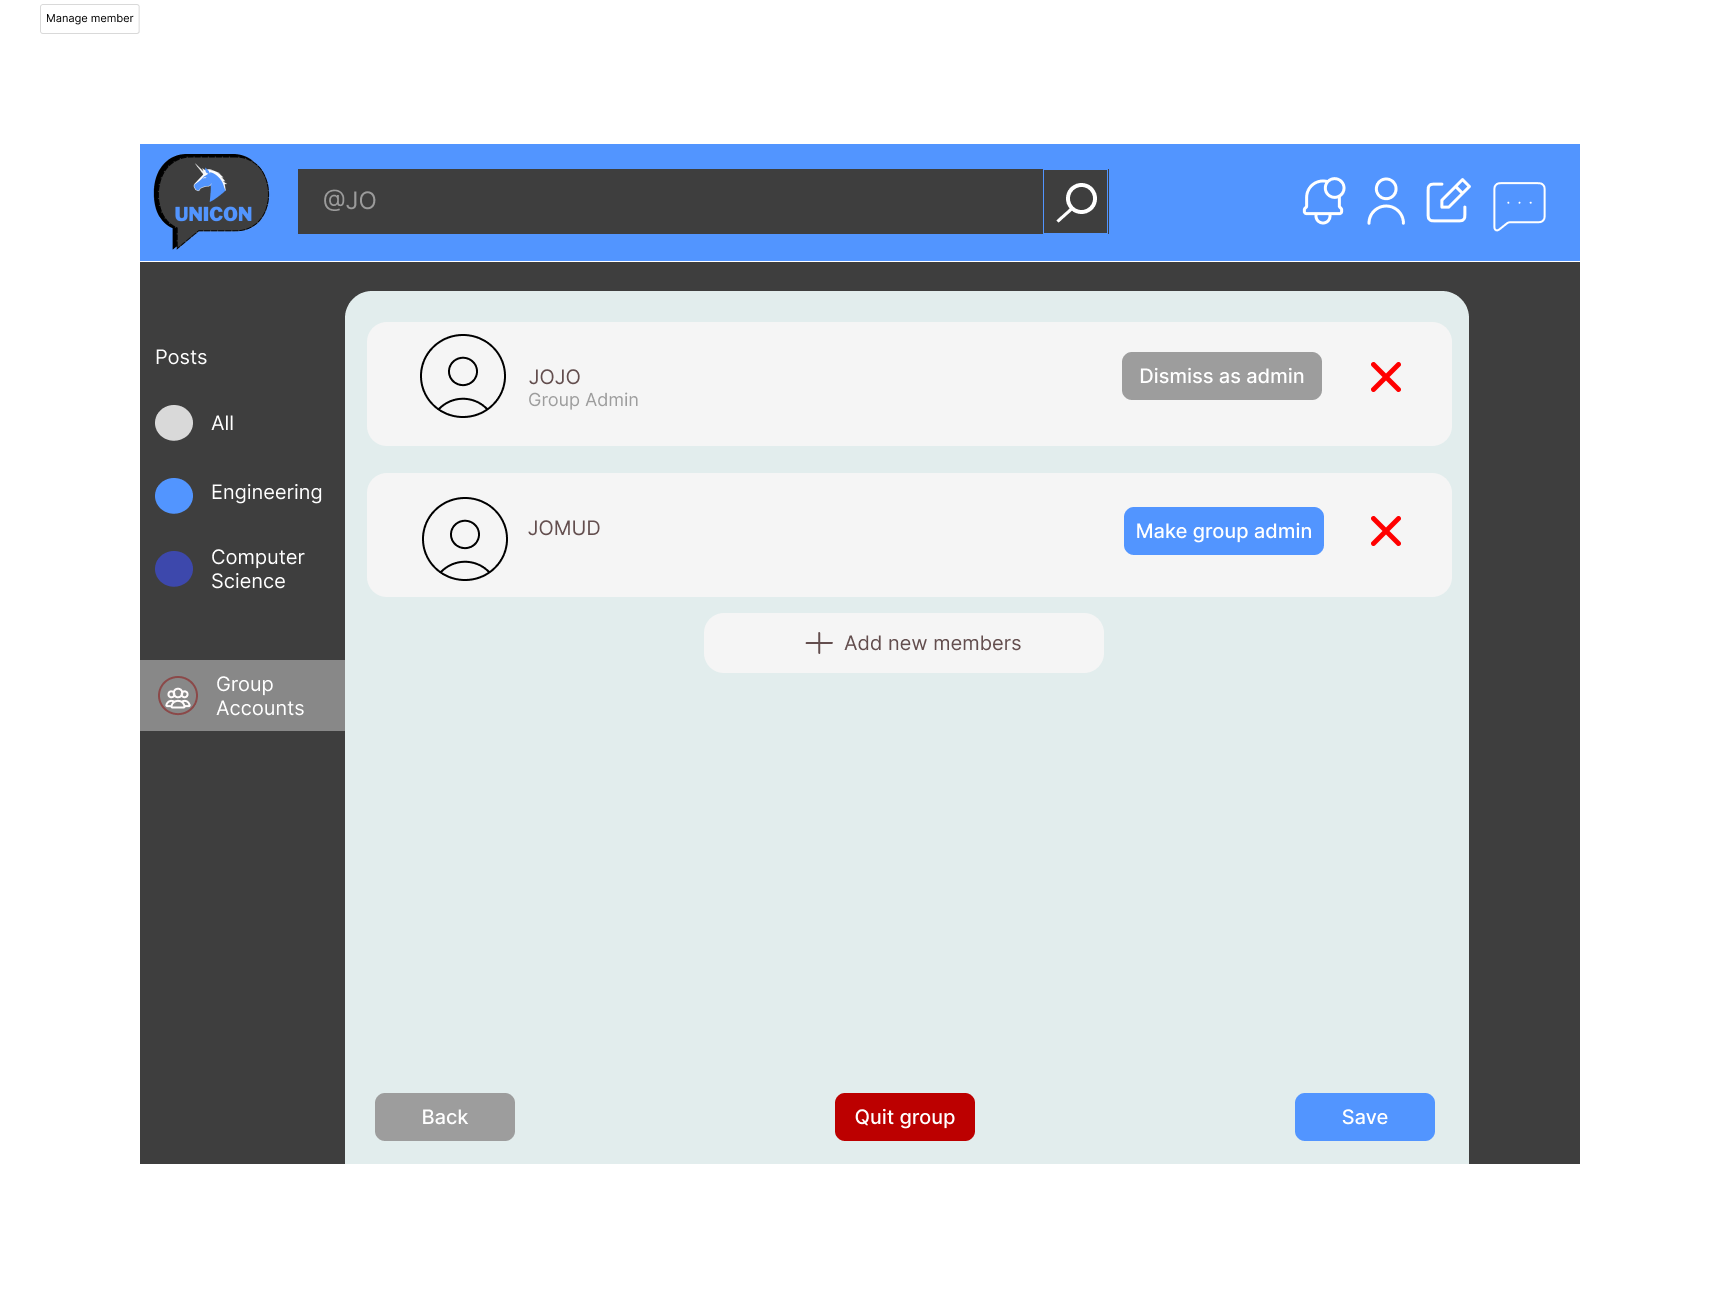 Manage member
UNICON
@JO
Posts
All
Engineering
Computer
Science
Group
Accounts
JOJO
Group Admin
Dismiss as admin
JOMUD
Make group admin
Add new members
Back
Quit group
Save